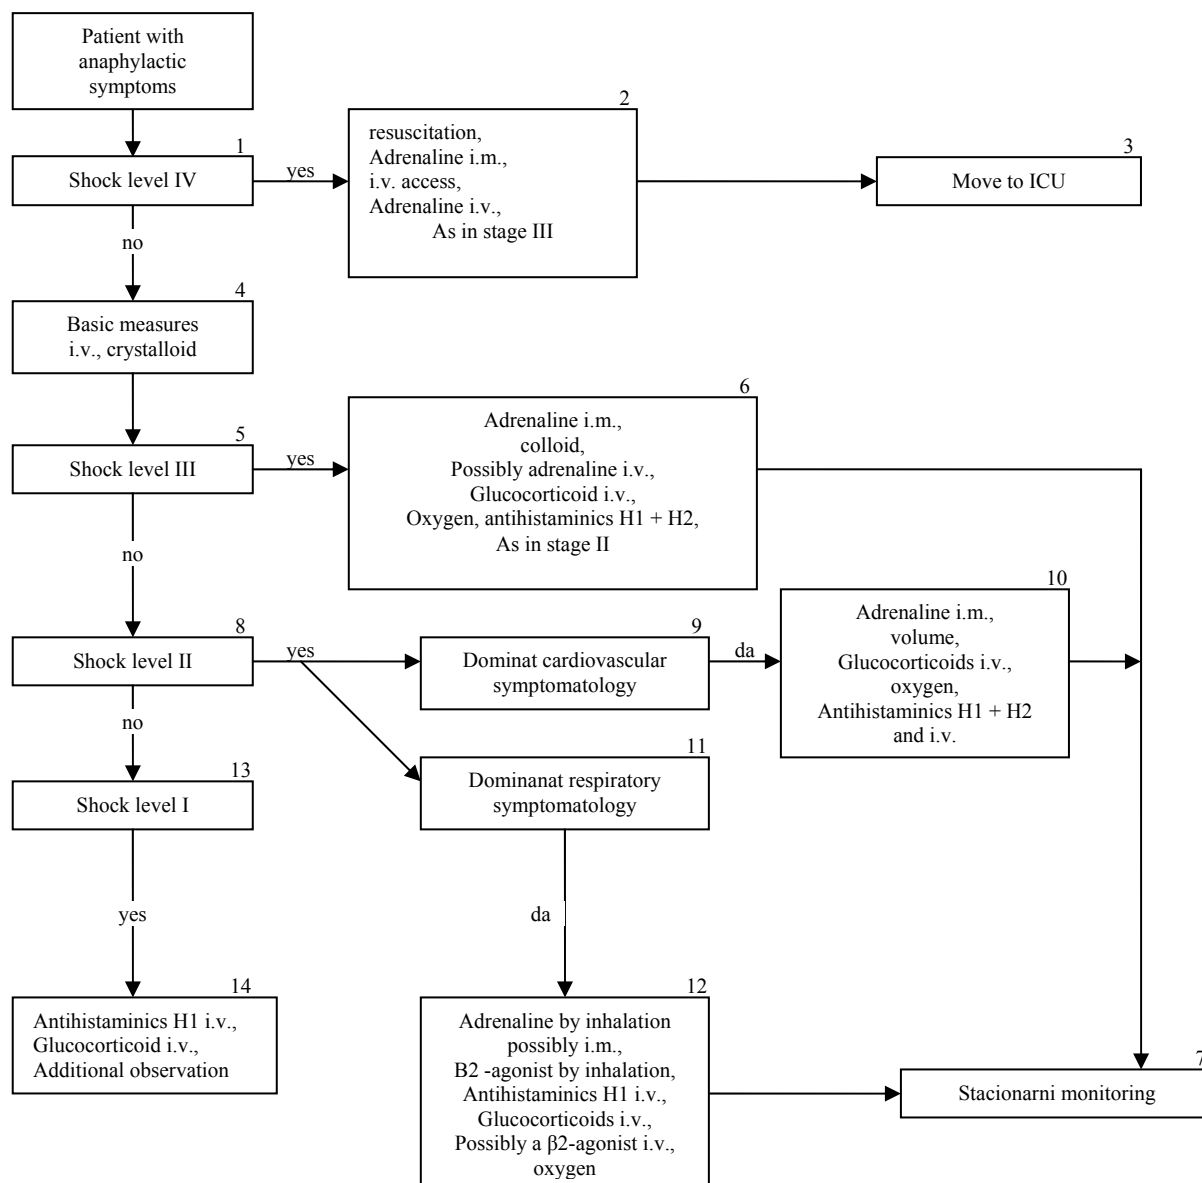 Patient with
anaphylactic
symptoms
1
Shock level IV
yes
2
resuscitation,
Adrenaline i.m.,
i.v. access,
Adrenaline i.v.,
As in stage III
3
Move to ICU
no
4
Basic measures
i.v., crystalloid
5
Shock level III
yes
6
Adrenaline i.m.,
colloid,
Possibly adrenaline i.v.,
Glucocorticoid i.v.,
Oxygen, antihistaminics H1 + H2,
As in stage II
no
8
Shock level II
yes
9
Dominat cardiovascular
symptomatology
da
10
Adrenaline i.m.,
volume,
Glucocorticoids i.v.,
oxygen,
Antihistaminics H1 + H2
and i.v.
11
Dominanat respiratory
symptomatology
no
13
Shock level I
yes
da
14
Antihistaminics H1 i.v.,
Glucocorticoid i.v.,
Additional observation
12
Adrenaline by inhalation
possibly i.m.,
B2 -agonist by inhalation,
Antihistaminics H1 i.v.,
Glucocorticoids i.v.,
Possibly a β2-agonist i.v.,
oxygen
7
Stacionarni monitoring